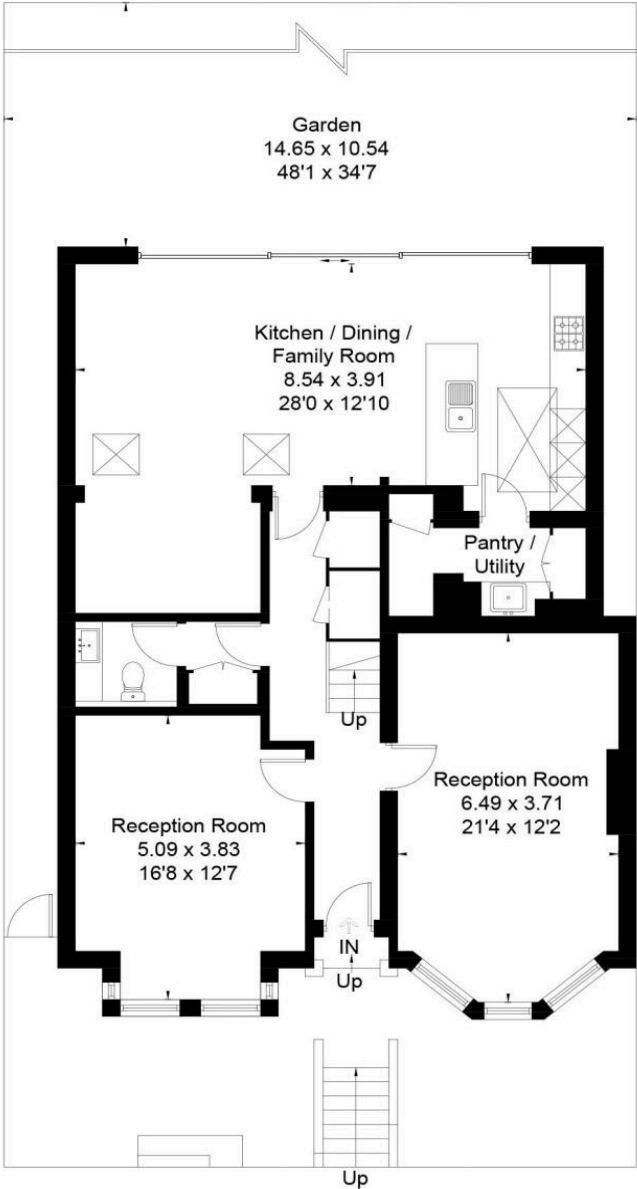 Garden
14.65 x 10.54
48'1 x 34'7
Kitchen / Dining /
Family Room
8.54 x 3.91
28'0 x 12'10
Pantry /
Utility
Up
Reception Room
6.49 x 3.71
21'4 x 12'2
Reception Room
5.09 x 3.83
16'8 x 12'7
IN
Up
Up